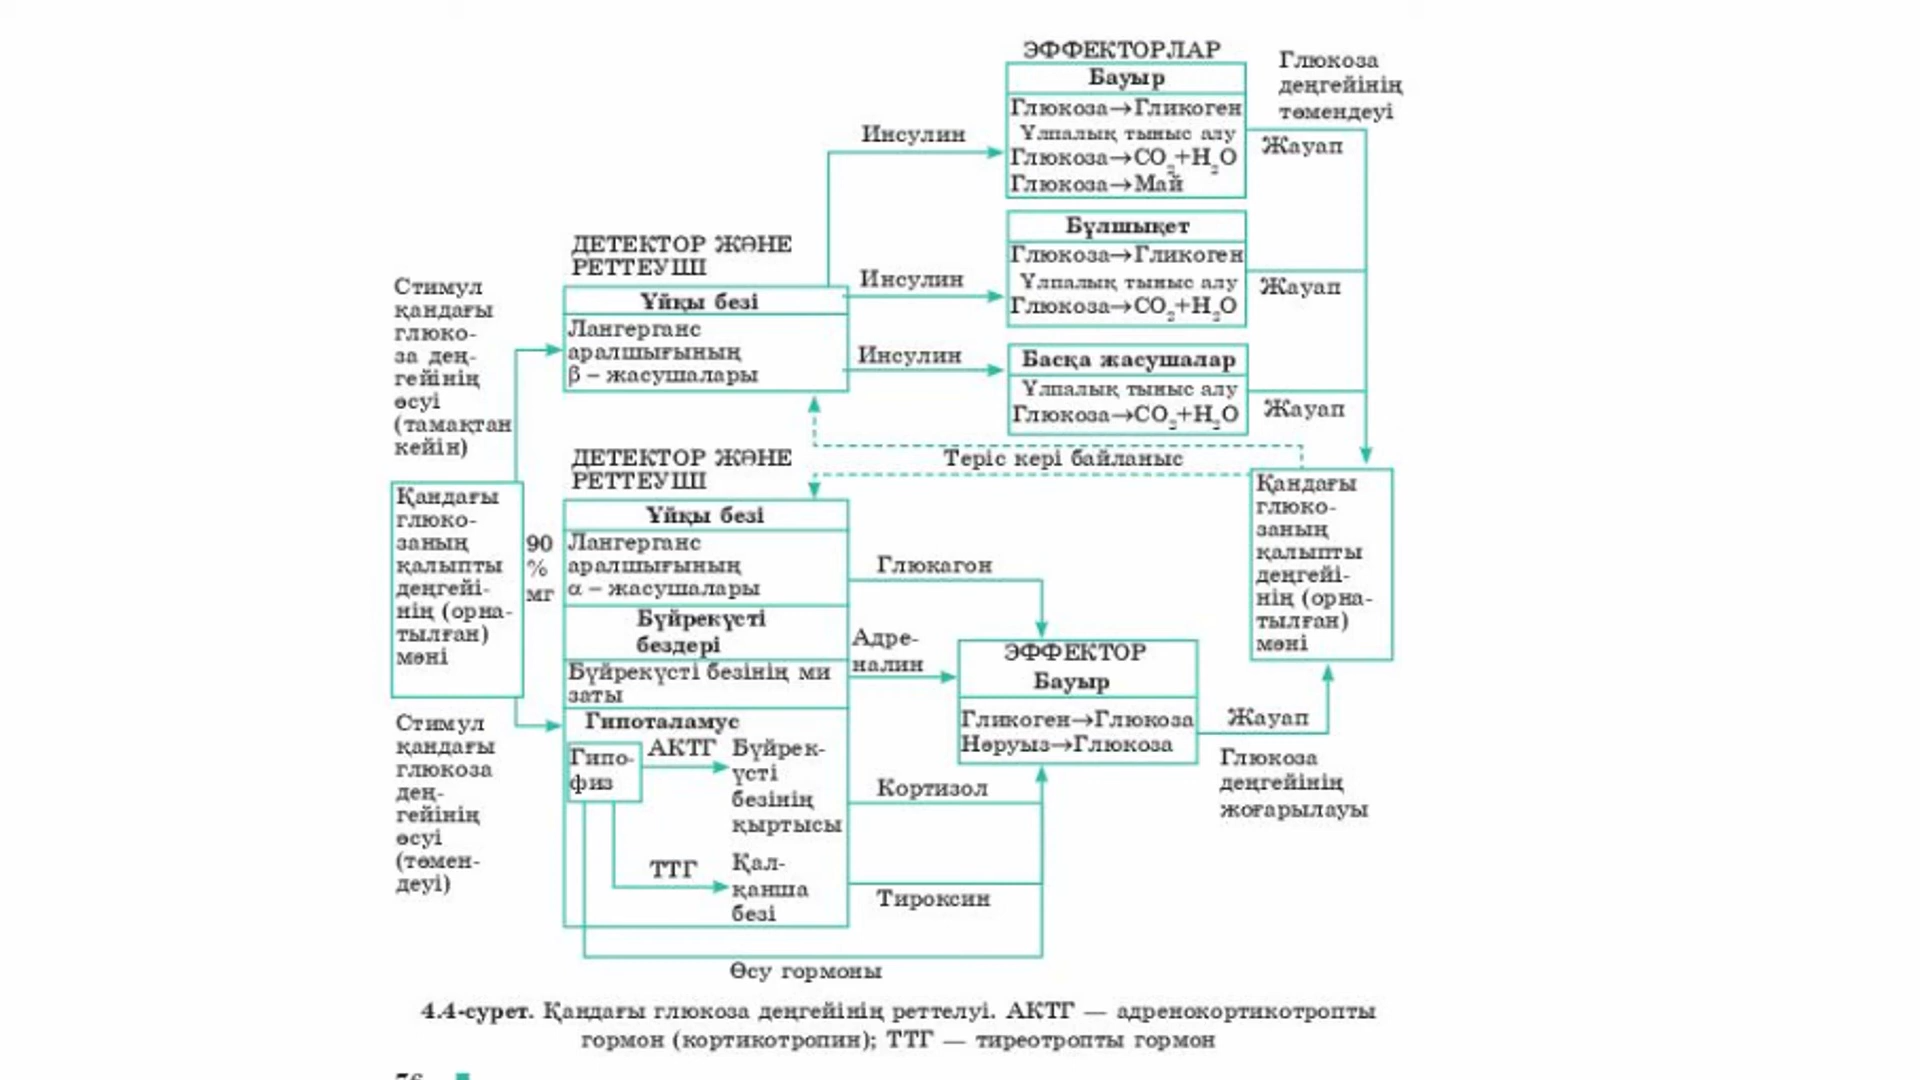 ЭФФЕКТОРЛАР
Бауыр
Глюкоза→Гликоген
Ұлпалық тыныс алу
Глюкоза→CO₂+H₂O
Глюкоза→Май
Глюкоза
деңгейінің
төмендеуі
Жауап
Инсулин
Бұлшықет
Глюкоза→Гликоген
Ұлпалық тыныс алу
Глюкоза→CO₂+H₂O
Жауап
ДЕТЕКТОР ЖӘНЕ
РЕТТЕУШІ
Инсулин
Ұйқы безі
Лангерганс
аралшығының
β – жасушалары
Инсулин
Басқа жасушалар
Ұлпалық тыныс алу
Глюкоза→CO₂+H₂O
Жауап
Стимул
қандағы
глюко-
за дең-
гейінің
өсуі
(тамақтан
кейін)
Теріс кері байланыс
ДЕТЕКТОР ЖӘНЕ
РЕТТЕУШІ
Қандағы
глюко-
заның
қалыпты
деңгейі-
нің (орна-
тылған)
мәні
90
%
мг
Ұйқы безі
Лангерганс
аралшығының
α – жасушалары
Глюкагон
Бүйрекүсті
бездері
Бүйрекүсті безінің ми
заты
Адре-
налин
ЭФФЕКТОР
Бауыр
Гликоген→Глюкоза
Нәруыз→Глюкоза
Қандағы
глюко-
заның
қалыпты
деңгейі-
нің (орна-
тылған)
мәні
Жауап
Глюкоза
деңгейінің
жоғарылауы
Стимул
қандағы
глюкоза
дең-
гейінің
өсуі
(төмен-
деуі)
Гипоталамус
Гипо-
физ
АКТГ
Бүйрек-
үсті
безінің
қыртысы
Кортизол
ТТГ
Қал-
қанша
безі
Тироксин
Өсу гормоны
4.4-сурет. Қандағы глюкоза деңгейінің реттелуі. АКТГ — адренокортикотропты
гормон (кортикотропин); ТТГ — тиреотропты гормон